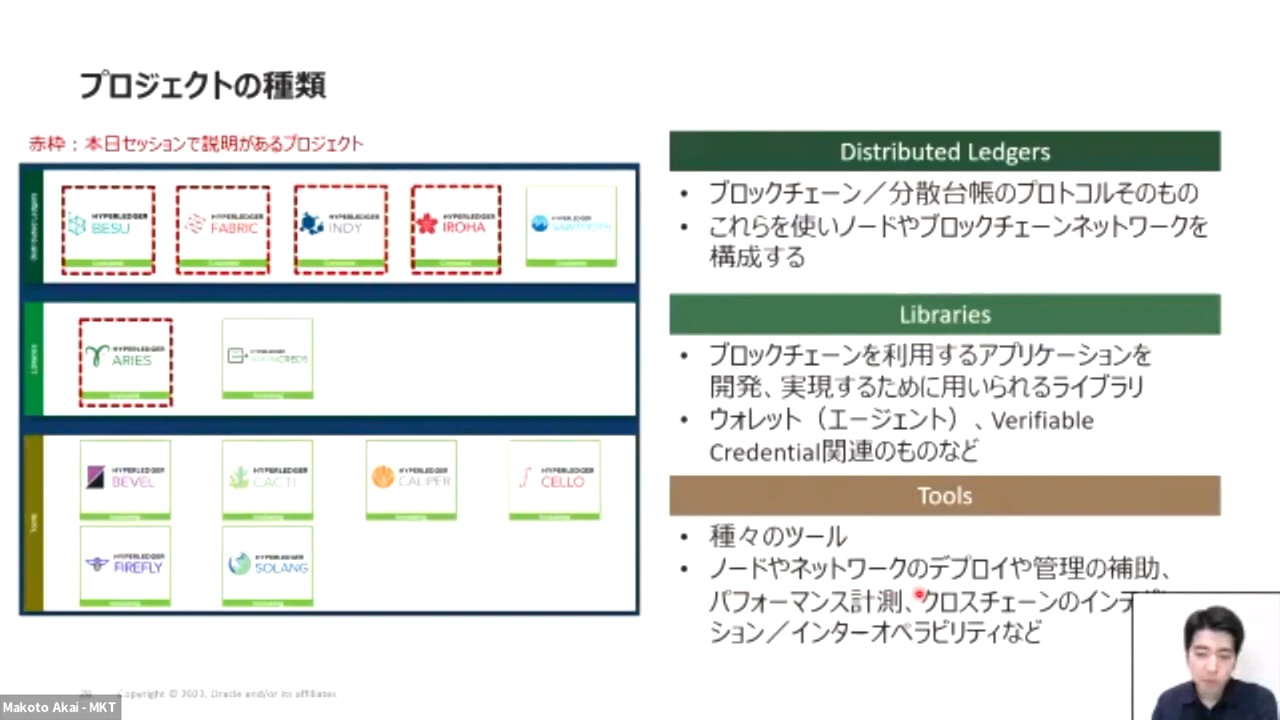 プロジェクトの種類
赤枠：本日セッションで説明があるプロジェクト
HYPERLEDGER
BESU
HYPERLEDGER
FABRIC
HYPERLEDGER
INDY
HYPERLEDGER
IROHA
HYPERLEDGER
SAWTOOTH
HYPERLEDGER
ARIES
HYPERLEDGER
HYPERLEDGER
BEVEL
HYPERLEDGER
CACTI
HYPERLEDGER
CALIPER
HYPERLEDGER
CELLO
HYPERLEDGER
FIREFLY
HYPERLEDGER
SOLANG
Distributed Ledgers
• ブロックチェーン／分散台帳のプロトコルそのもの
• これらを使いノードやブロックチェーンネットワークを
構成する
Libraries
• ブロックチェーンを利用するアプリケーションを
開発、実現するために用いられるライブラリ
• ウォレット（エージェント）、Verifiable
Credential関連のものなど
Tools
• 種々のツール
• ノードやネットワークのデプロイや管理の補助、
パフォーマンス計測、クロスチェーンのインテ
ション／インターオペラビリティなど
Copyright © 2023, Oracle and/or its affiliates
Makoto Akai - MKT